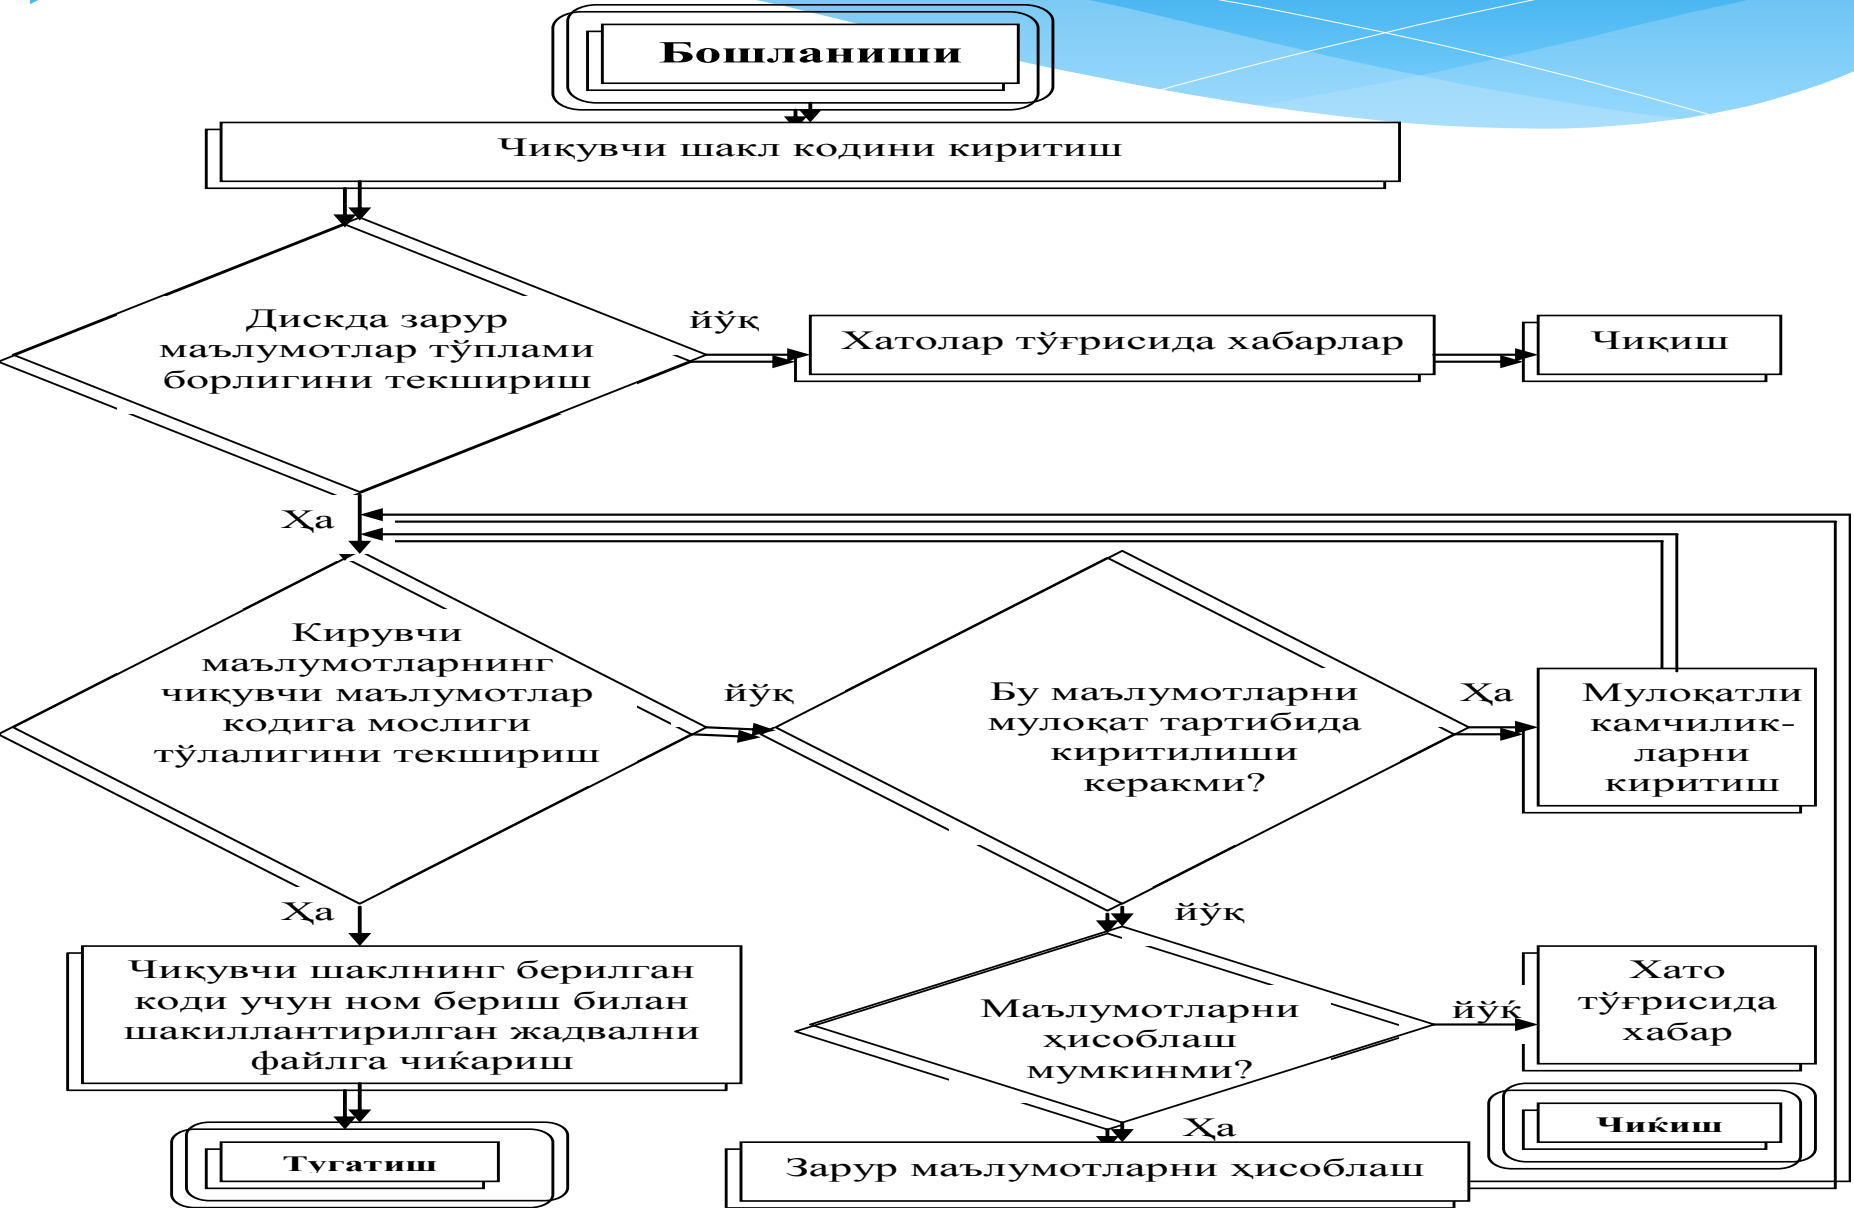 Бошланиши
Чиқувчи шакл кодини киритиш
Дискда зарур
маълумотлар тўплами
борлигини текшириш
йўқ
Хатолар тўғрисида хабарлар
Чиқиш
Ҳа
Кирувчи
маълумотларнинг
чиқувчи маълумотлар
кодига мослиги
тўлалигини текшириш
йўқ
Бу маълумотларни
мулоқат тартибида
киритилиши
керакми?
Ҳа
Мулоқатли
камчилик-
ларни
киритиш
Ҳа
йўқ
Чиқувчи шаклнинг берилган
коди учун ном бериш билан
шакиллантирилган жадвални
файлга чиќариш
Маълумотларни
ҳисоблаш
мумкинми?
йўќ
Хато
тўғрисида
хабар
Чиќиш
Ҳа
Тугатиш
Зарур маълумотларни ҳисоблаш